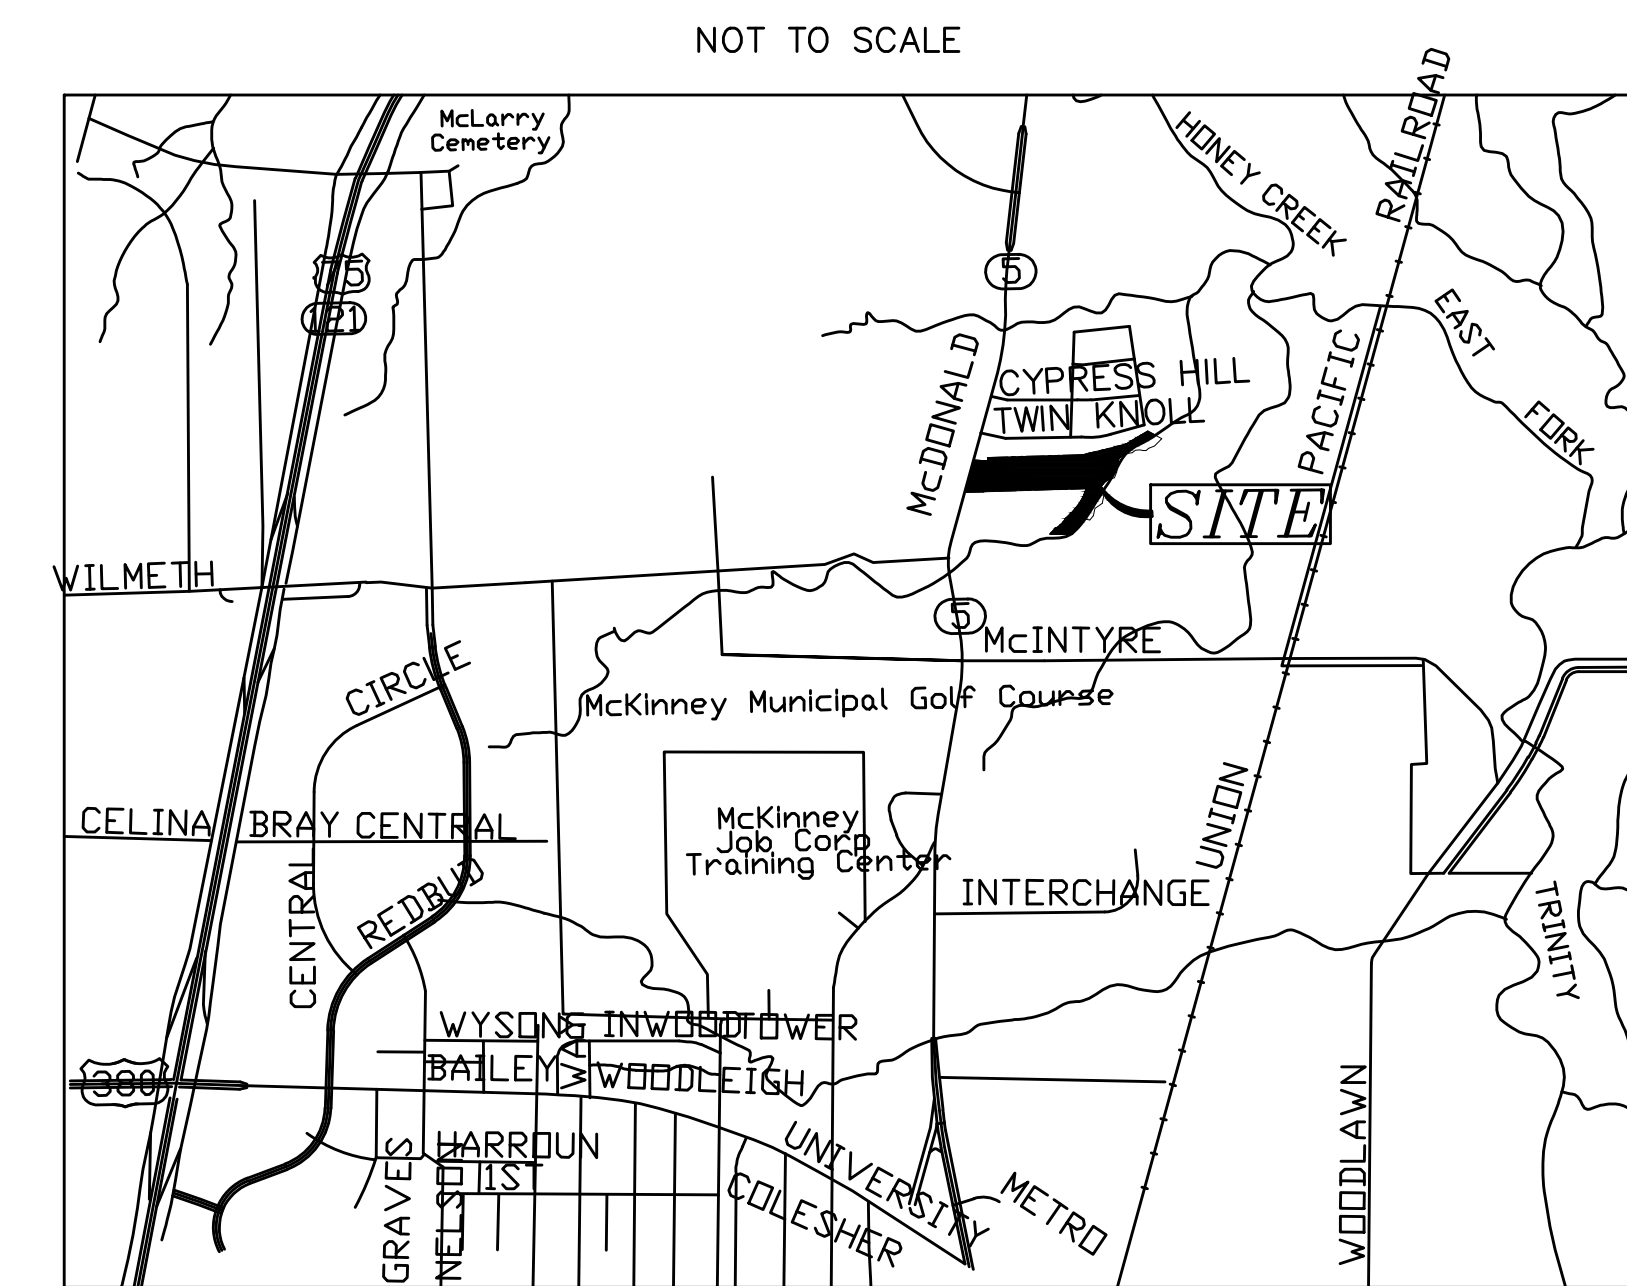 NOT TO SCALE
McLarry
Cemetery
HONEY CREEK
RAILROAD
75
121
5
EAST
FORK
McDONALD
CYPRESS HILL
TWIN KNOLL
PACIFIC
SITE
WILMETH
5
McINTYRE
CIRCLE
McKinney Municipal Golf Course
UNION
CELINA
BRAY CENTRAL
McKinney
Job Corp
Training Center
CENTRAL
REDBUD
INTERCHANGE
TRINITY
WYSONG
INWOOD
TOWER
380
BAILEY
WOODLEIGH
WOODLAWN
HARROUN
1ST
GRAVES
NELSON
UNIVERSITY
COLESHER
METRO